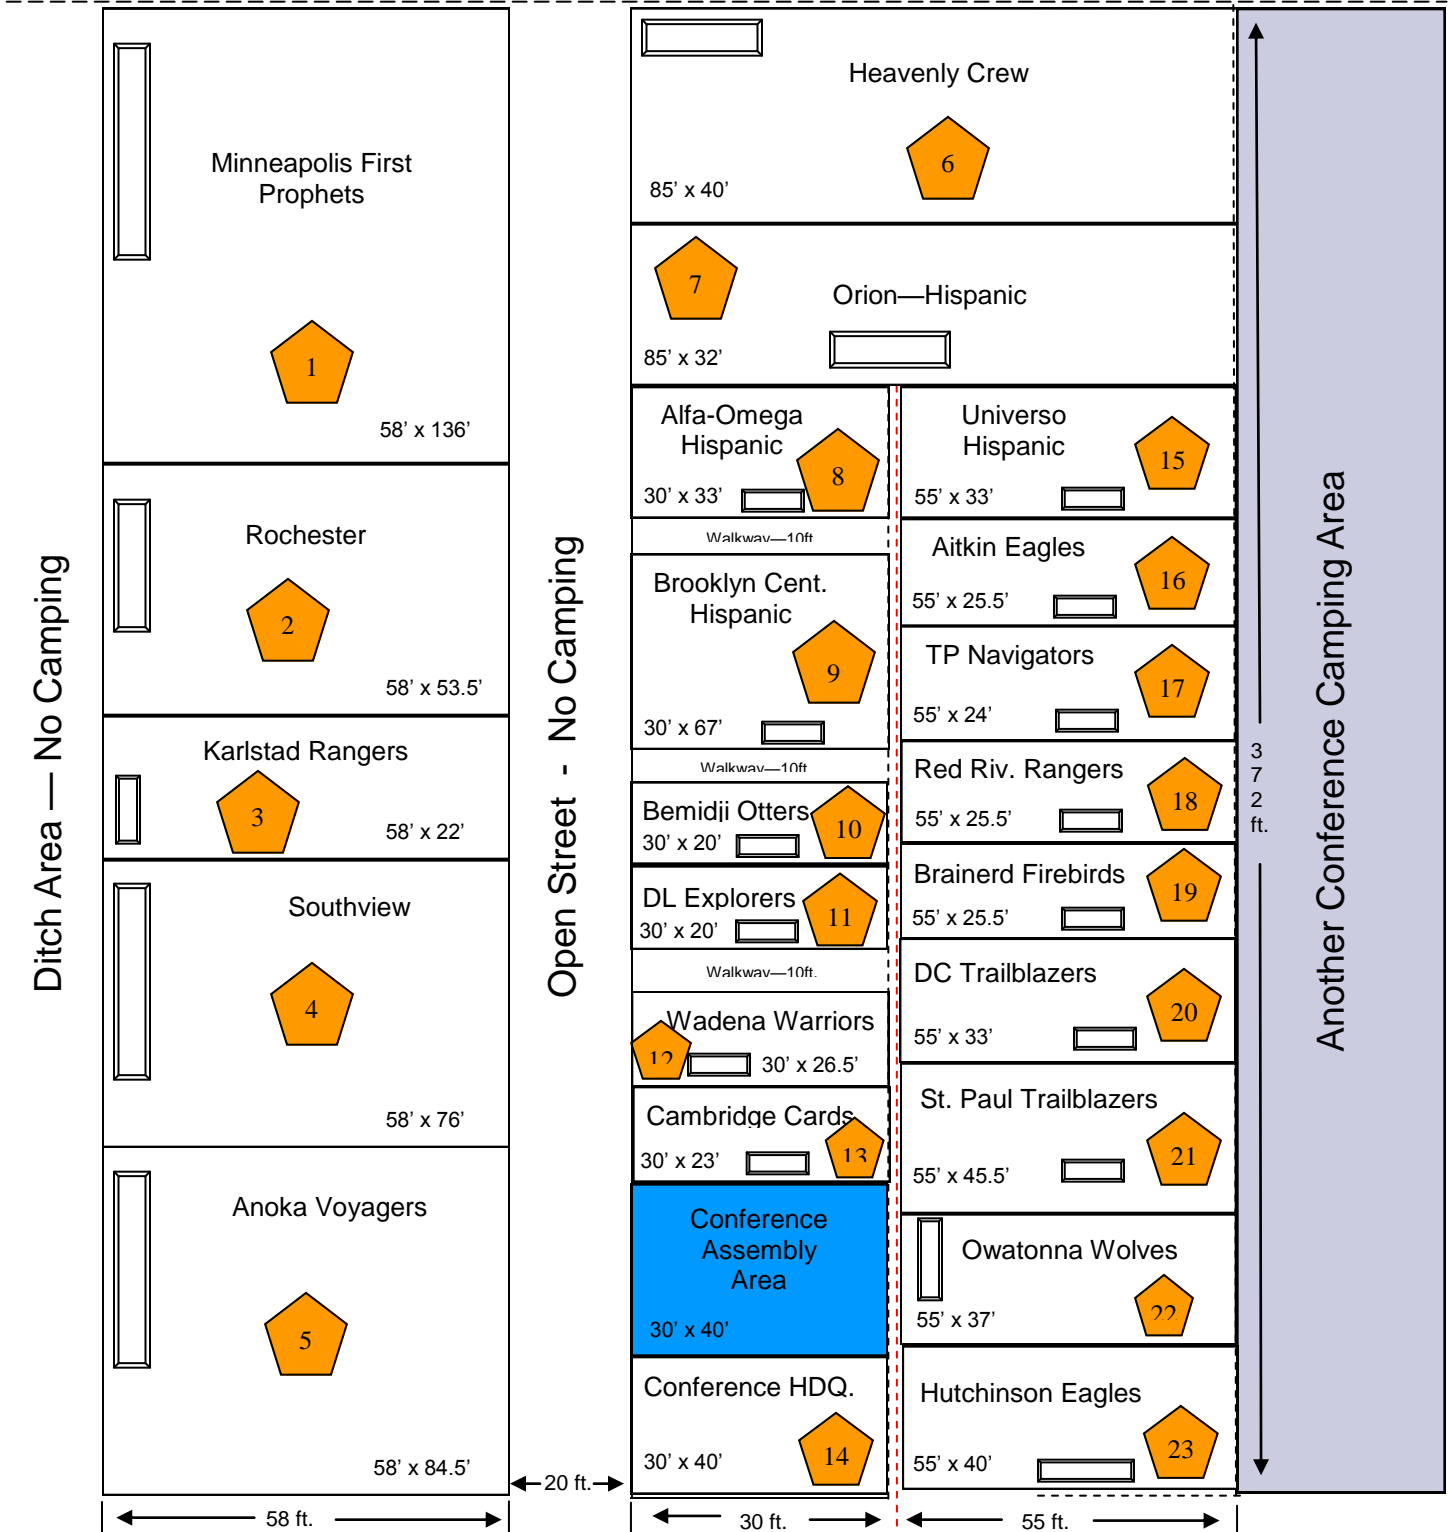 Ditch Area — No Camping
Minneapolis First
Prophets
1
58’ x 136’
Rochester
2
58’ x 53.5’
Karlstad Rangers
3
58’ x 22’
Southview
4
58’ x 76’
Anoka Voyagers
5
58’ x 84.5’
58 ft.
Open Street - No Camping
20 ft.
Heavenly Crew
6
85’ x 40’
7
Orion—Hispanic
85’ x 32’
Alfa-Omega
Hispanic
8
30’ x 33’
Walkway—10ft
Brooklyn Cent.
Hispanic
9
30’ x 67’
Walkway—10ft
Bemidji Otters
10
30’ x 20’
DL Explorers
11
30’ x 20’
Walkway—10ft.
Wadena Warriors
12
30’ x 26.5’
Cambridge Cards
13
30’ x 23’
Conference
Assembly
Area
30’ x 40’
Conference HDQ.
14
30’ x 40’
30 ft.
Universo
Hispanic
15
55’ x 33’
Aitkin Eagles
16
55’ x 25.5’
TP Navigators
17
55’ x 24’
Red Riv. Rangers
18
55’ x 25.5’
Brainerd Firebirds
19
55’ x 25.5’
DC Trailblazers
20
55’ x 33’
St. Paul Trailblazers
21
55’ x 45.5’
Owatonna Wolves
22
55’ x 37’
Hutchinson Eagles
23
55’ x 40’
55 ft.
3
7
2
ft.
Another Conference Camping Area